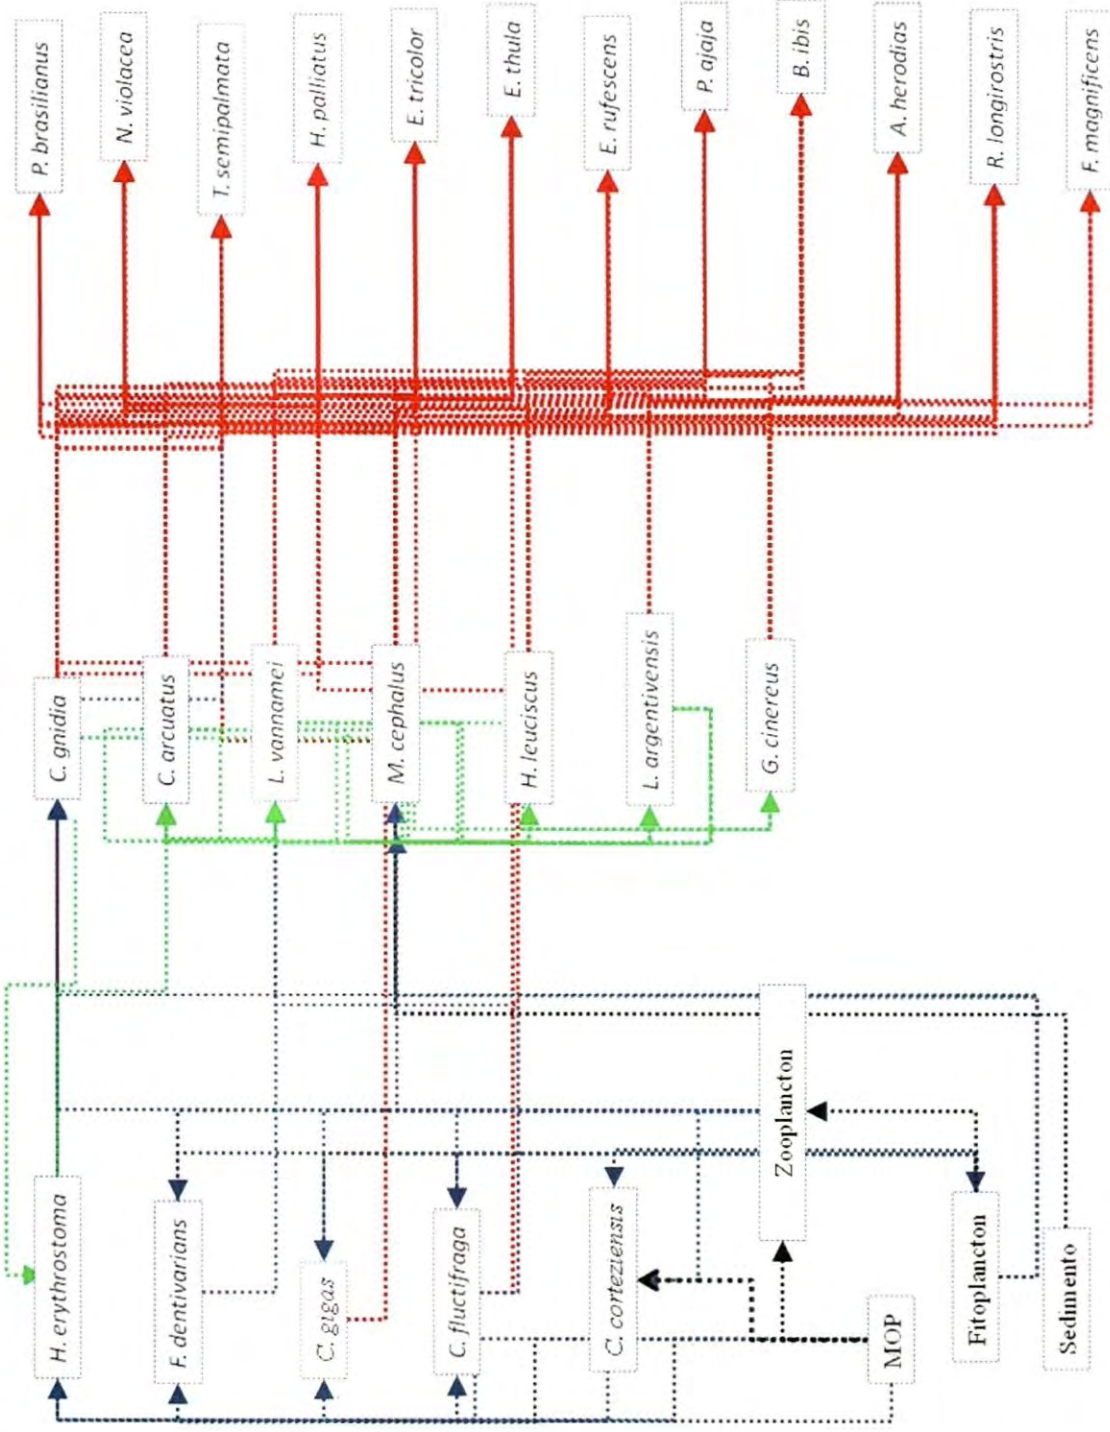 P. brasilianus
N. violacea
T. semipalmata
H. palliatus
E. tricolor
E. thula
E. rufescens
P. ajaja
B. ibis
A. herodias
R. longirostris
F. magnificens
C. gnidia
C. arcuatus
L. vannamei
M. cephalus
H. leuciscus
L. argentivensis
G. cinereus
H. erythrostoma
F. dentivarians
C. gigas
C. fluctifraga
C. corteziensis
Zooplancton
MOP
Fitoplancton
Sedimento